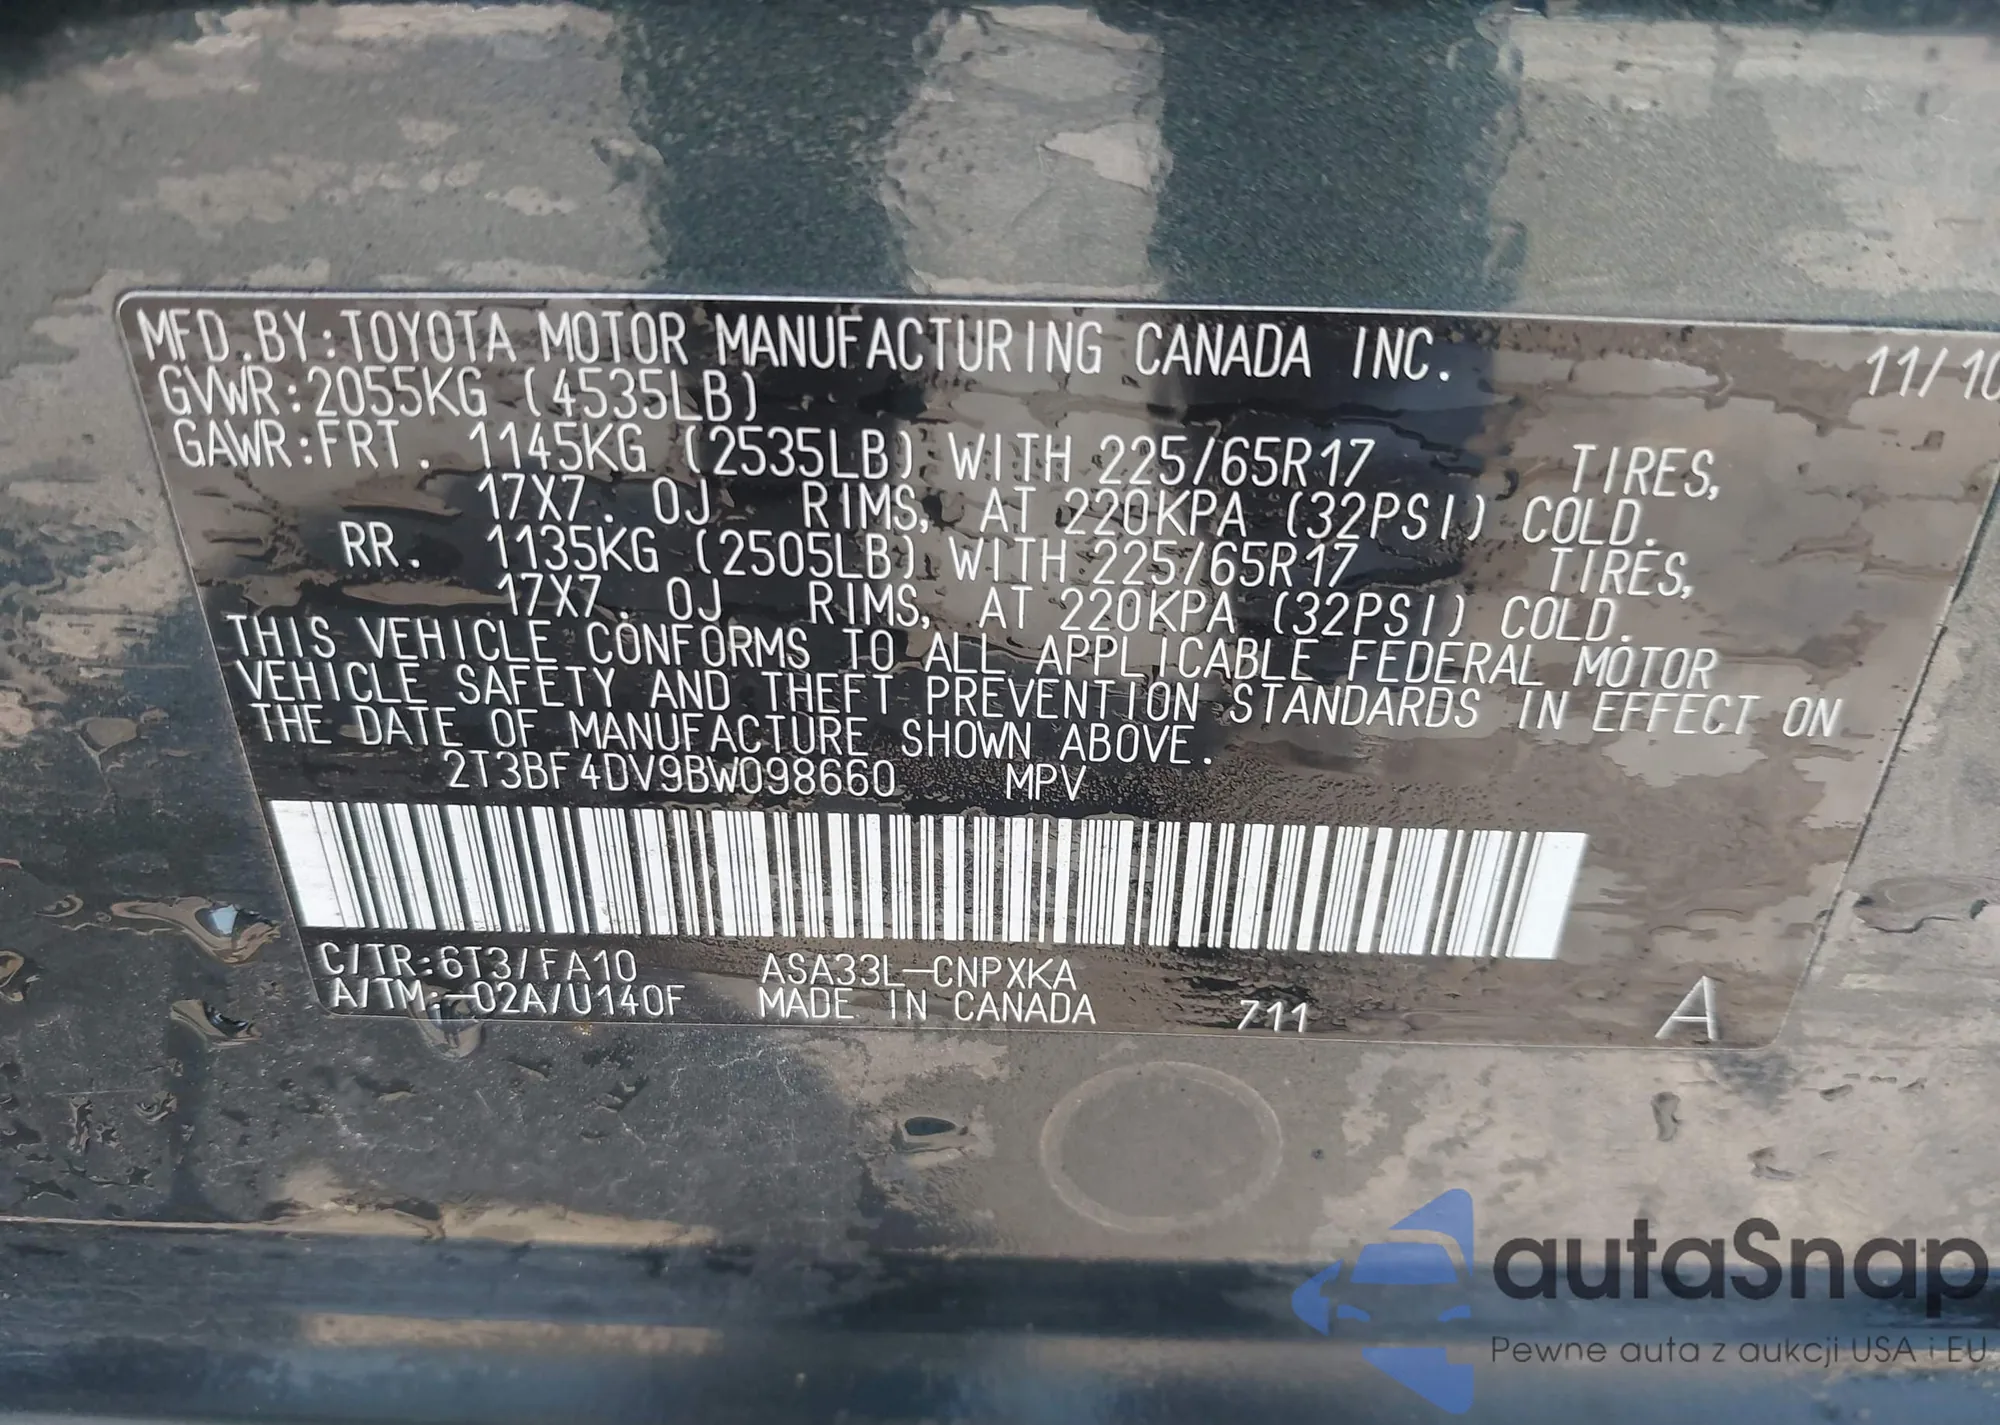 MFD.BY:TOYOTA MOTOR MANUFACTURING CANADA INC. 11/10
GVWR:2055KG (4535LB)
GAWR:FRT. 1145KG (2535LB) WITH 225/65R17 TIRES,
17X7.0J RIMS, AT 220KPA (32PSI) COLD.
RR. 1135KG (2505LB) WITH 225/65R17 TIRES,
17X7.0J RIMS, AT 220KPA (32PSI) COLD.
THIS VEHICLE CONFORMS TO ALL APPLICABLE FEDERAL MOTOR
VEHICLE SAFETY AND THEFT PREVENTION STANDARDS IN EFFECT ON
THE DATE OF MANUFACTURE SHOWN ABOVE.
2T3BF4DV9BW098660 MPV
C/TR:6T3/FA10 ASA33L-CNPXKA
A/TM:-02A/U140F MADE IN CANADA 711 A
autaSnap
Pewne auta z aukcji USA i EU